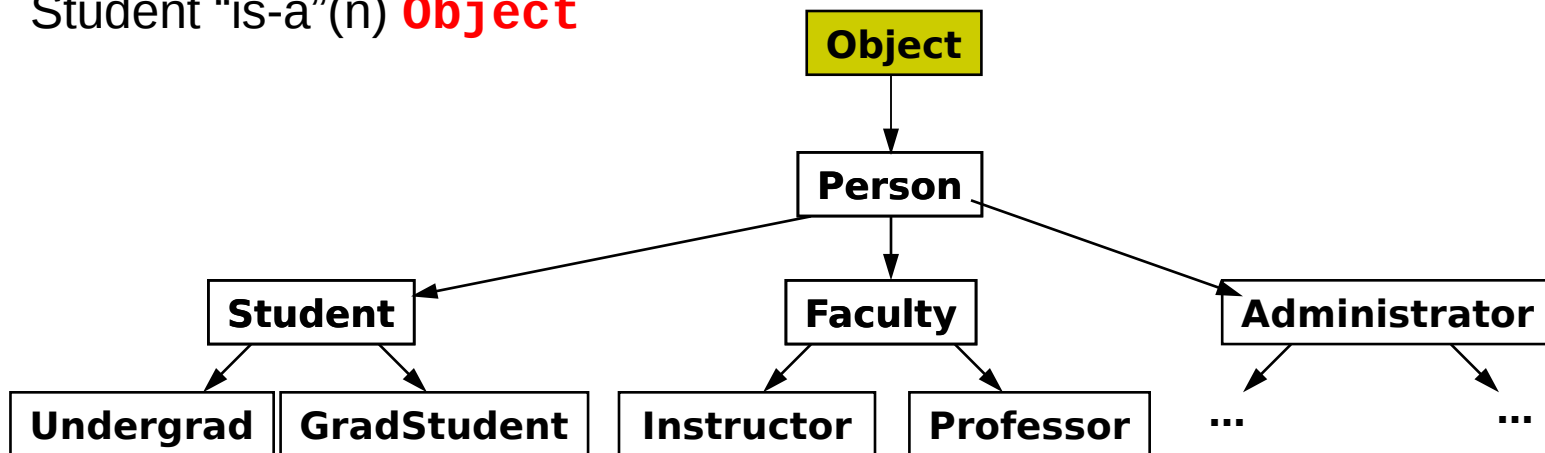 Student “is-a”(n) Object
Object
Person
Student Faculty Administrator
Undergrad GradStudent Instructor Professor ... ...